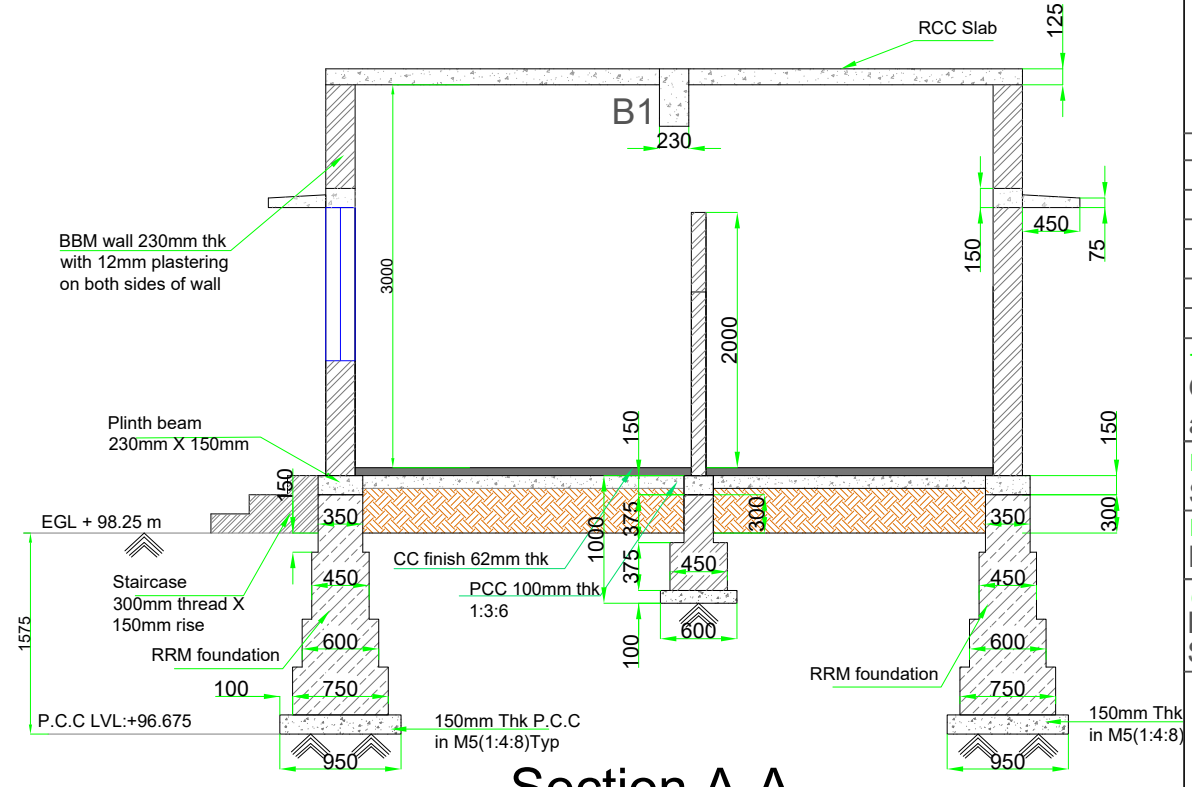 RCC Slab
125
B1
230
BBM wall 230mm thk
with 12mm plastering
on both sides of wall
3000
2000
150
450
75
Plinth beam
230mm X 150mm
150
150
150
EGL + 98.25 m
350
1000
375
300
350
300
CC finish 62mm thk
375
450
PCC 100mm thk
1:3:6
Staircase
300mm thread X
150mm rise
450
450
1575
600
100
600
600
RRM foundation
RRM foundation
100
750
750
P.C.C LVL:+96.675
150mm Thk P.C.C
in M5(1:4:8)Typ
150mm Thk
in M5(1:4:8)
950
950
Section A-A